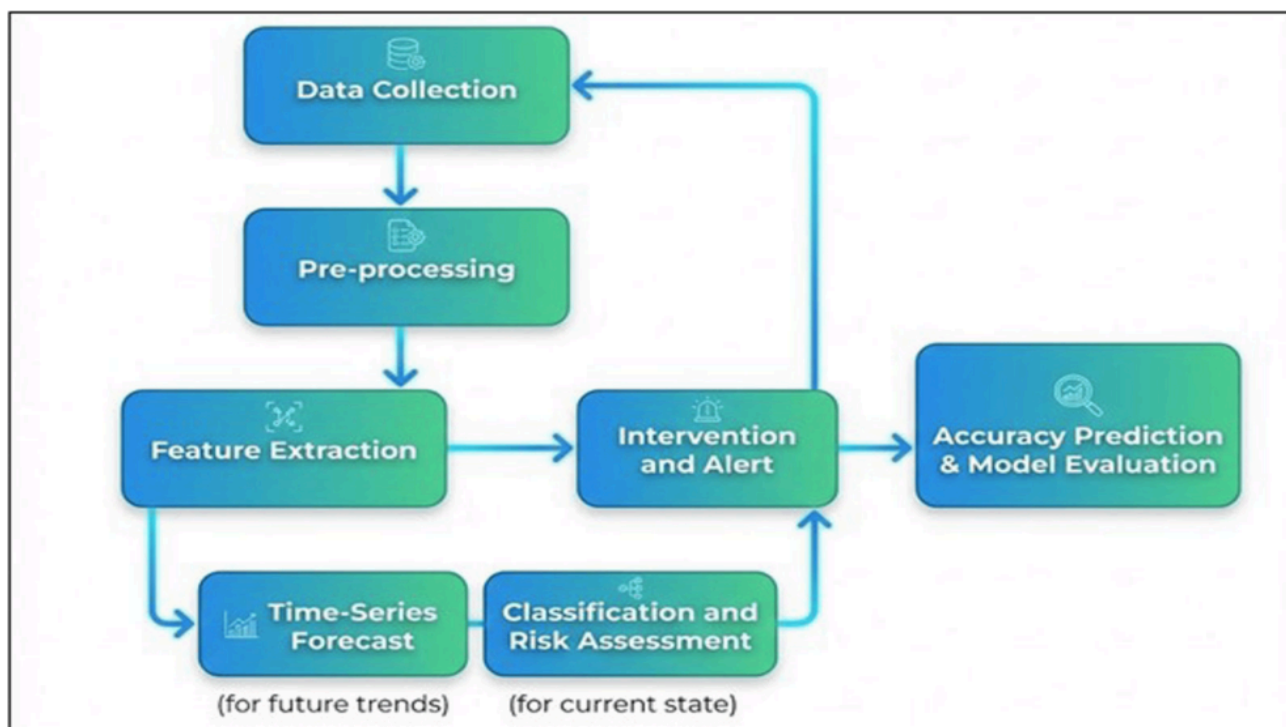 Data Collection
Pre-processing
Feature Extraction
Intervention
and Alert
Accuracy Prediction
& Model Evaluation
Time-Series
Forecast
Classification and
Risk Assessment
(for future trends)
(for current state)